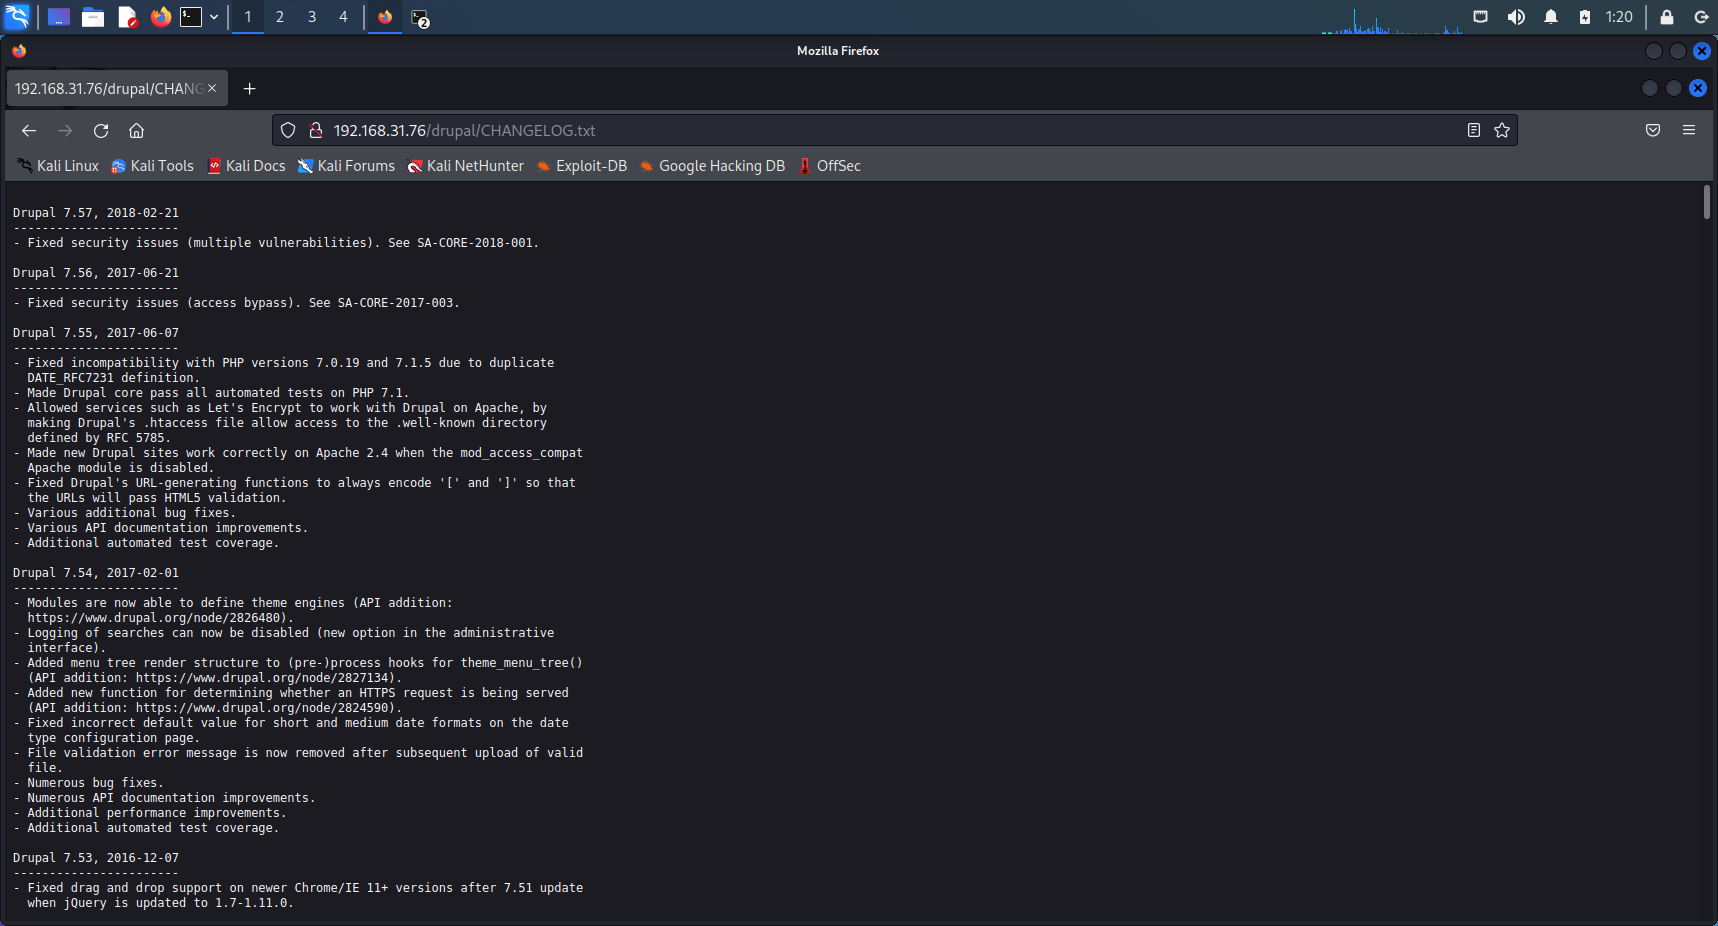 1 2 3 4 2 1:20
Mozilla Firefox
192.168.31.76/drupal/CHANG
192.168.31.76/drupal/CHANGELOG.txt
Kali Linux Kali Tools Kali Docs Kali Forums Kali NetHunter Exploit-DB Google Hacking DB OffSec
Drupal 7.57, 2018-02-21
-----------------------
- Fixed security issues (multiple vulnerabilities). See SA-CORE-2018-001.
Drupal 7.56, 2017-06-21
-----------------------
- Fixed security issues (access bypass). See SA-CORE-2017-003.
Drupal 7.55, 2017-06-07
-----------------------
- Fixed incompatibility with PHP versions 7.0.19 and 7.1.5 due to duplicate
DATE_RFC7231 definition.
- Made Drupal core pass all automated tests on PHP 7.1.
- Allowed services such as Let's Encrypt to work with Drupal on Apache, by
making Drupal's .htaccess file allow access to the .well-known directory
defined by RFC 5785.
- Made new Drupal sites work correctly on Apache 2.4 when the mod_access_compat
Apache module is disabled.
- Fixed Drupal's URL-generating functions to always encode '[' and ']' so that
the URLs will pass HTML5 validation.
- Various additional bug fixes.
- Various API documentation improvements.
- Additional automated test coverage.
Drupal 7.54, 2017-02-01
-----------------------
- Modules are now able to define theme engines (API addition:
https://www.drupal.org/node/2826480).
- Logging of searches can now be disabled (new option in the administrative
interface).
- Added menu tree render structure to (pre-)process hooks for theme_menu_tree()
(API addition: https://www.drupal.org/node/2827134).
- Added new function for determining whether an HTTPS request is being served
(API addition: https://www.drupal.org/node/2824590).
- Fixed incorrect default value for short and medium date formats on the date
type configuration page.
- File validation error message is now removed after subsequent upload of valid
file.
- Numerous bug fixes.
- Numerous API documentation improvements.
- Additional performance improvements.
- Additional automated test coverage.
Drupal 7.53, 2016-12-07
-----------------------
- Fixed drag and drop support on newer Chrome/IE 11+ versions after 7.51 update
when jQuery is updated to 1.7-1.11.0.